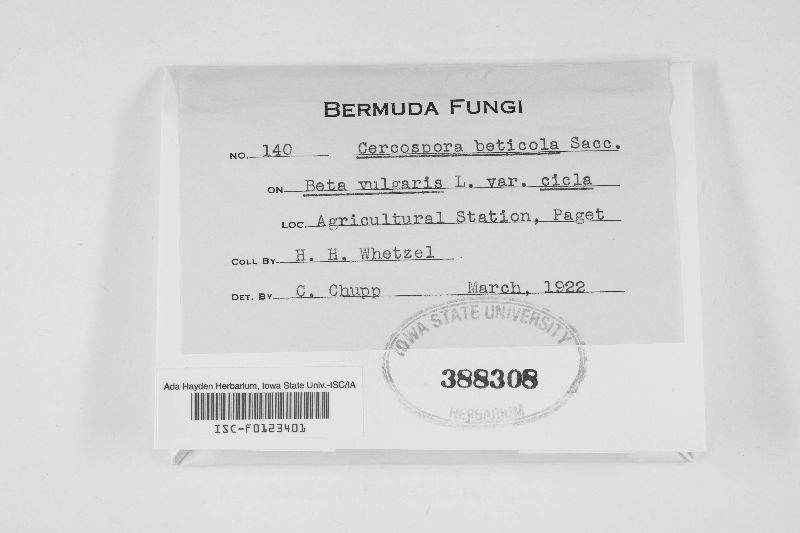 BERMUDA FUNGI
NO. 140 Cercospora beticola Sacc.
ON Beta vulgaris L. var. cicla
LOC. Agricultural Station, Paget
COLL BY H. H. Whetzel
DET. BY C. Chupp March, 1922
IOWA STATE UNIVERSITY
388308
HERBARIUM
Ada Hayden Herbarium, Iowa State Univ.-ISC/IA
ISC-F0123401